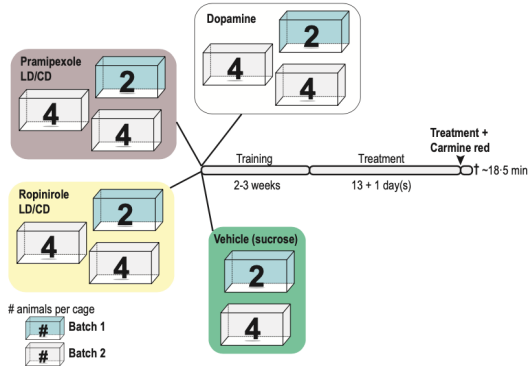 Dopamine
2
4
4
Pramipexole
LD/CD
2
4
4
Treatment +
Carmine red
Training
Treatment
† ~18·5 min
2-3 weeks
13 + 1 day(s)
Ropinirole
LD/CD
2
4
4
Vehicle (sucrose)
2
4
# animals per cage
# Batch 1
# Batch 2